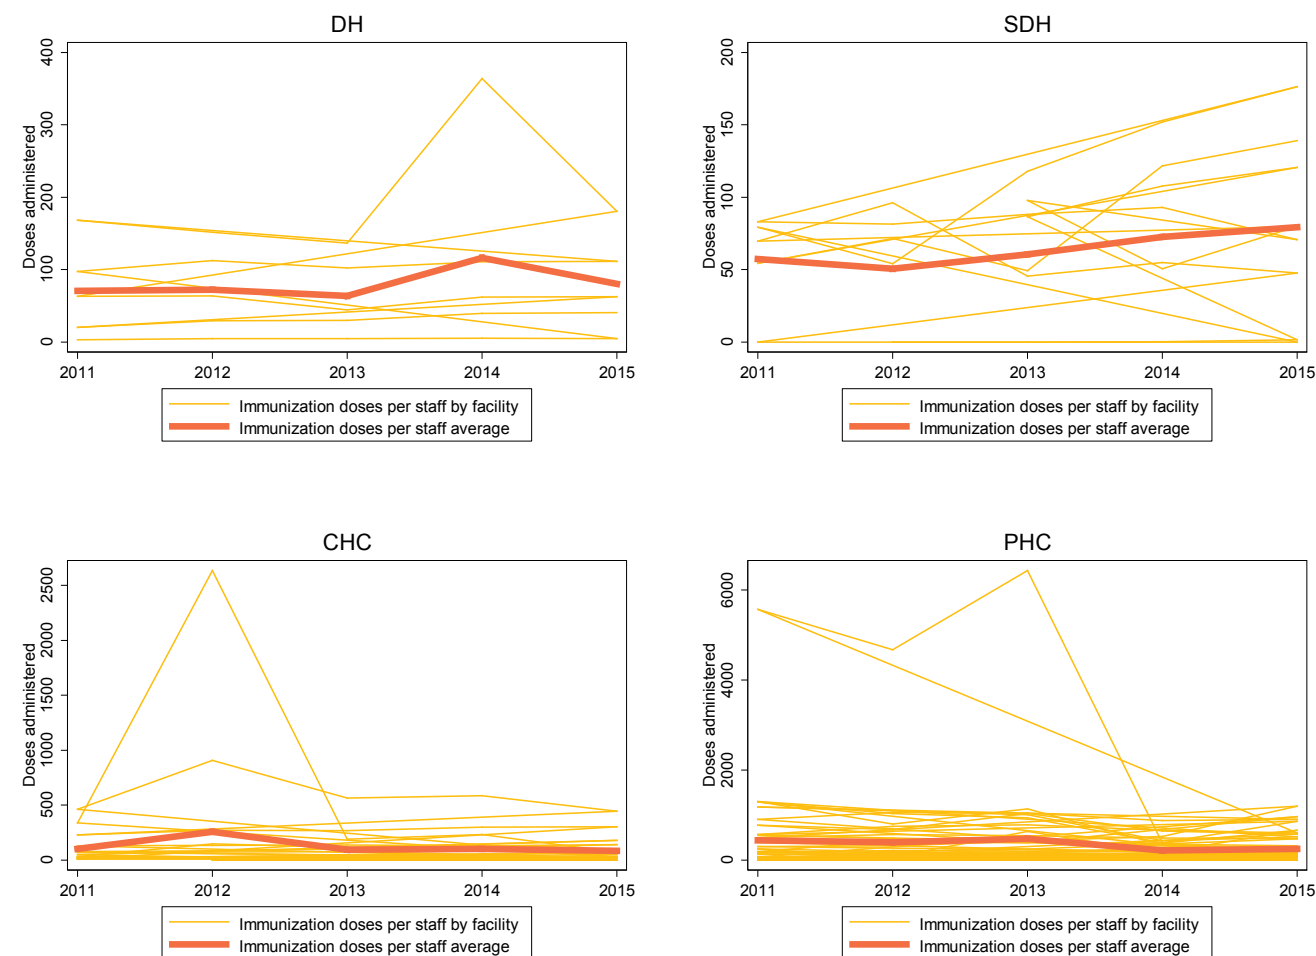 DH
Doses administered
400
300
200
100
0
2011 2012 2013 2014 2015
Immunization doses per staff by facility
Immunization doses per staff average
SDH
Doses administered
200
150
100
50
0
2011 2012 2013 2014 2015
Immunization doses per staff by facility
Immunization doses per staff average
CHC
Doses administered
2500
2000
1500
1000
500
0
2011 2012 2013 2014 2015
Immunization doses per staff by facility
Immunization doses per staff average
PHC
Doses administered
6000
4000
2000
0
2011 2012 2013 2014 2015
Immunization doses per staff by facility
Immunization doses per staff average